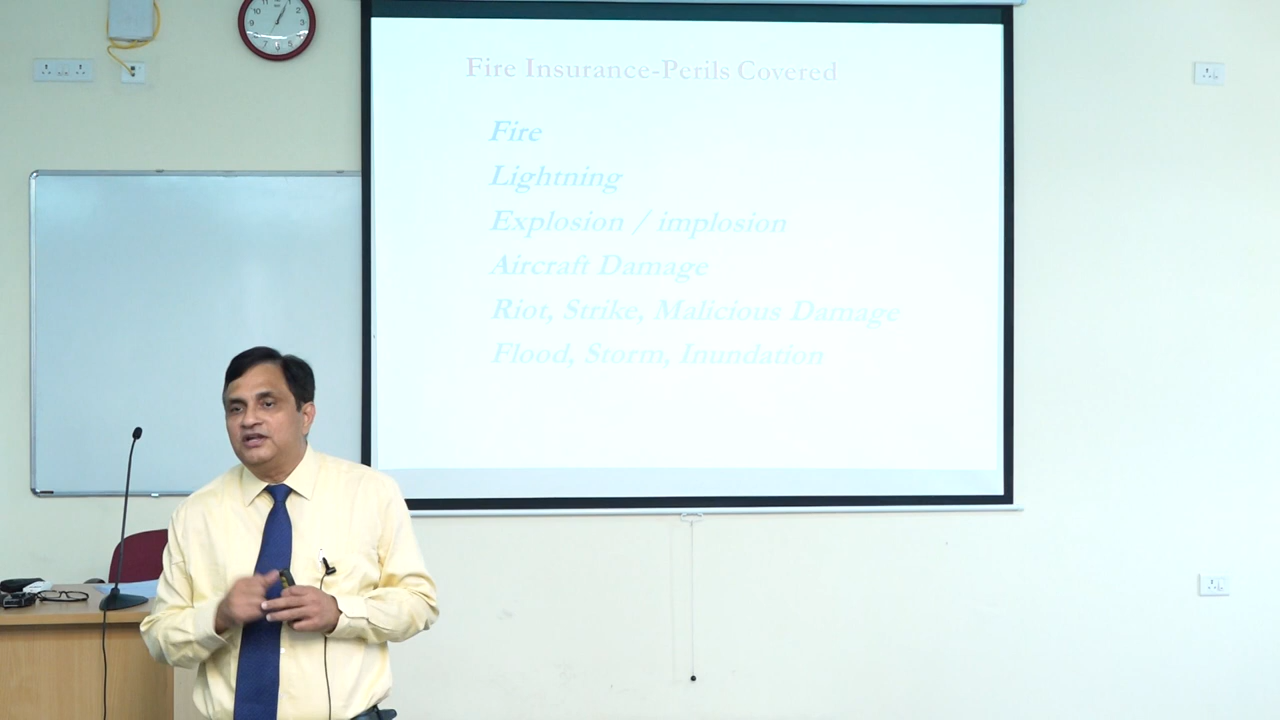 Fire Insurance-Perils Covered
Fire
Lightning
Explosion / implosion
Aircraft Damage
Riot, Strike, Malicious Damage
Flood, Storm, Inundation